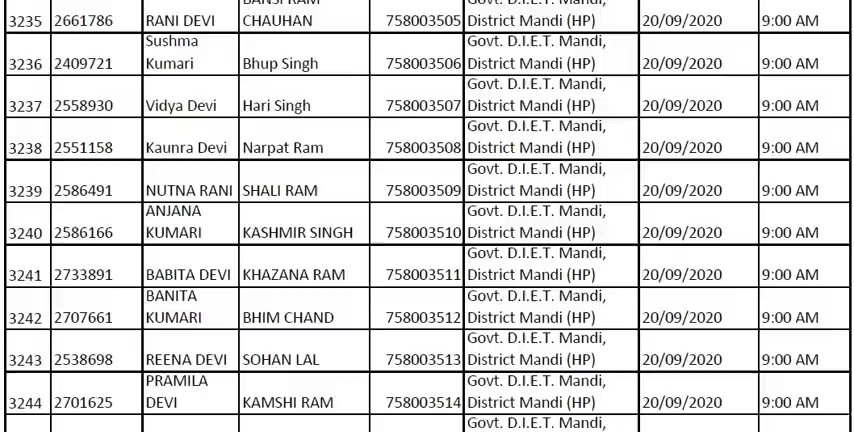 BANSI RAM Govt. D.I.E.T. Mandi,
3235 2661786 RANI DEVI CHAUHAN 758003505 District Mandi (HP) 20/09/2020 9:00 AM
Sushma Govt. D.I.E.T. Mandi,
3236 2409721 Kumari Bhup Singh 758003506 District Mandi (HP) 20/09/2020 9:00 AM
Govt. D.I.E.T. Mandi,
3237 2558930 Vidya Devi Hari Singh 758003507 District Mandi (HP) 20/09/2020 9:00 AM
Govt. D.I.E.T. Mandi,
3238 2551158 Kaunra Devi Narpat Ram 758003508 District Mandi (HP) 20/09/2020 9:00 AM
Govt. D.I.E.T. Mandi,
3239 2586491 NUTNA RANI SHALI RAM 758003509 District Mandi (HP) 20/09/2020 9:00 AM
ANJANA Govt. D.I.E.T. Mandi,
3240 2586166 KUMARI KASHMIR SINGH 758003510 District Mandi (HP) 20/09/2020 9:00 AM
Govt. D.I.E.T. Mandi,
3241 2733891 BABITA DEVI KHAZANA RAM 758003511 District Mandi (HP) 20/09/2020 9:00 AM
BANITA Govt. D.I.E.T. Mandi,
3242 2707661 KUMARI BHIM CHAND 758003512 District Mandi (HP) 20/09/2020 9:00 AM
Govt. D.I.E.T. Mandi,
3243 2538698 REENA DEVI SOHAN LAL 758003513 District Mandi (HP) 20/09/2020 9:00 AM
PRAMILA Govt. D.I.E.T. Mandi,
3244 2701625 DEVI KAMSHI RAM 758003514 District Mandi (HP) 20/09/2020 9:00 AM
Govt. D.I.E.T. Mandi,